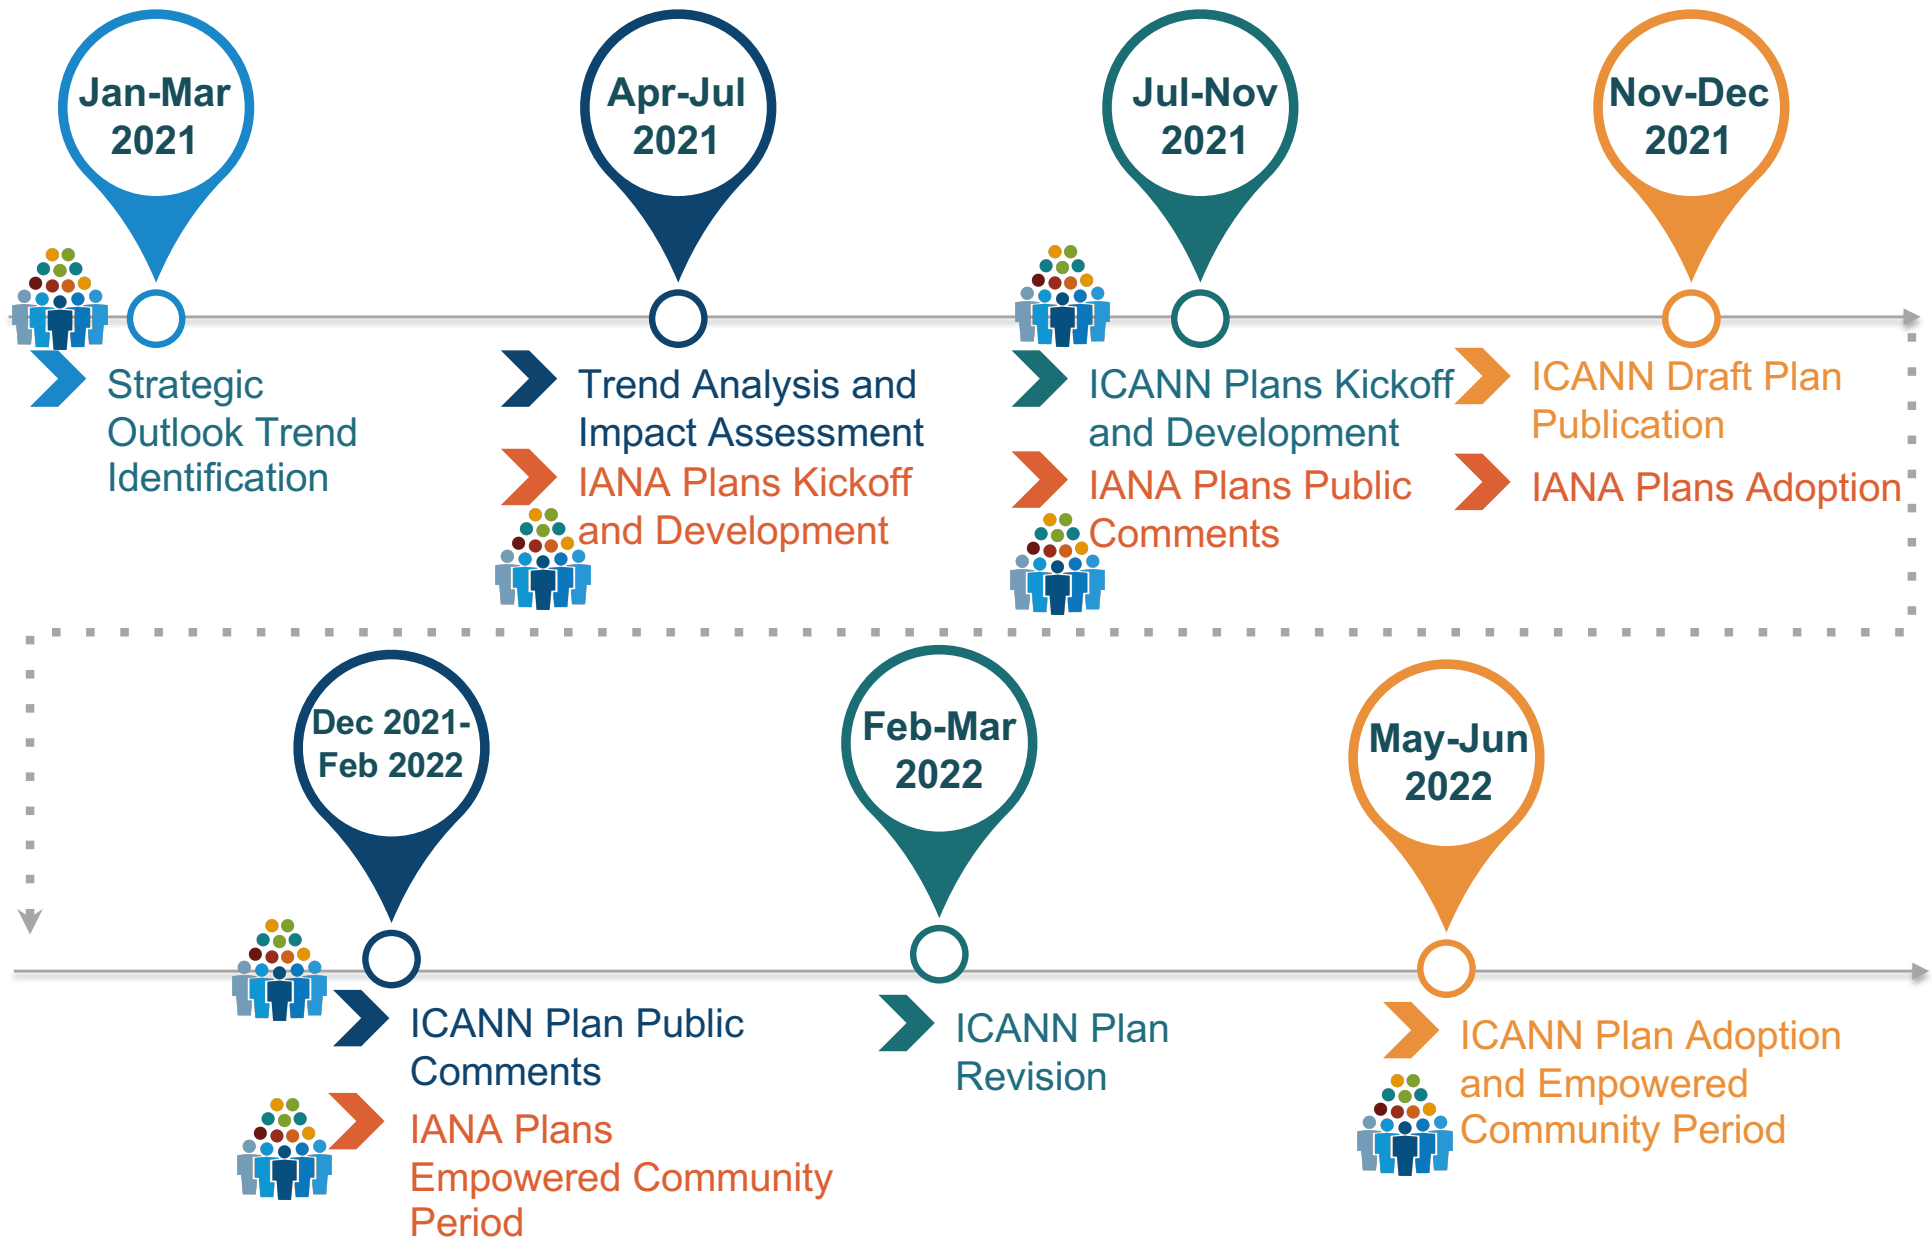 Jan-Mar
2021
Apr-Jul
2021
Jul-Nov
2021
Nov-Dec
2021
Strategic
Outlook Trend
Identification
Trend Analysis and
Impact Assessment
IANA Plans Kickoff
and Development
ICANN Plans Kickoff
and Development
IANA Plans Public
Comments
ICANN Draft Plan
Publication
IANA Plans Adoption
Dec 2021-
Feb 2022
Feb-Mar
2022
May-Jun
2022
ICANN Plan Public
Comments
IANA Plans
Empowered Community
Period
ICANN Plan
Revision
ICANN Plan Adoption
and Empowered
Community Period